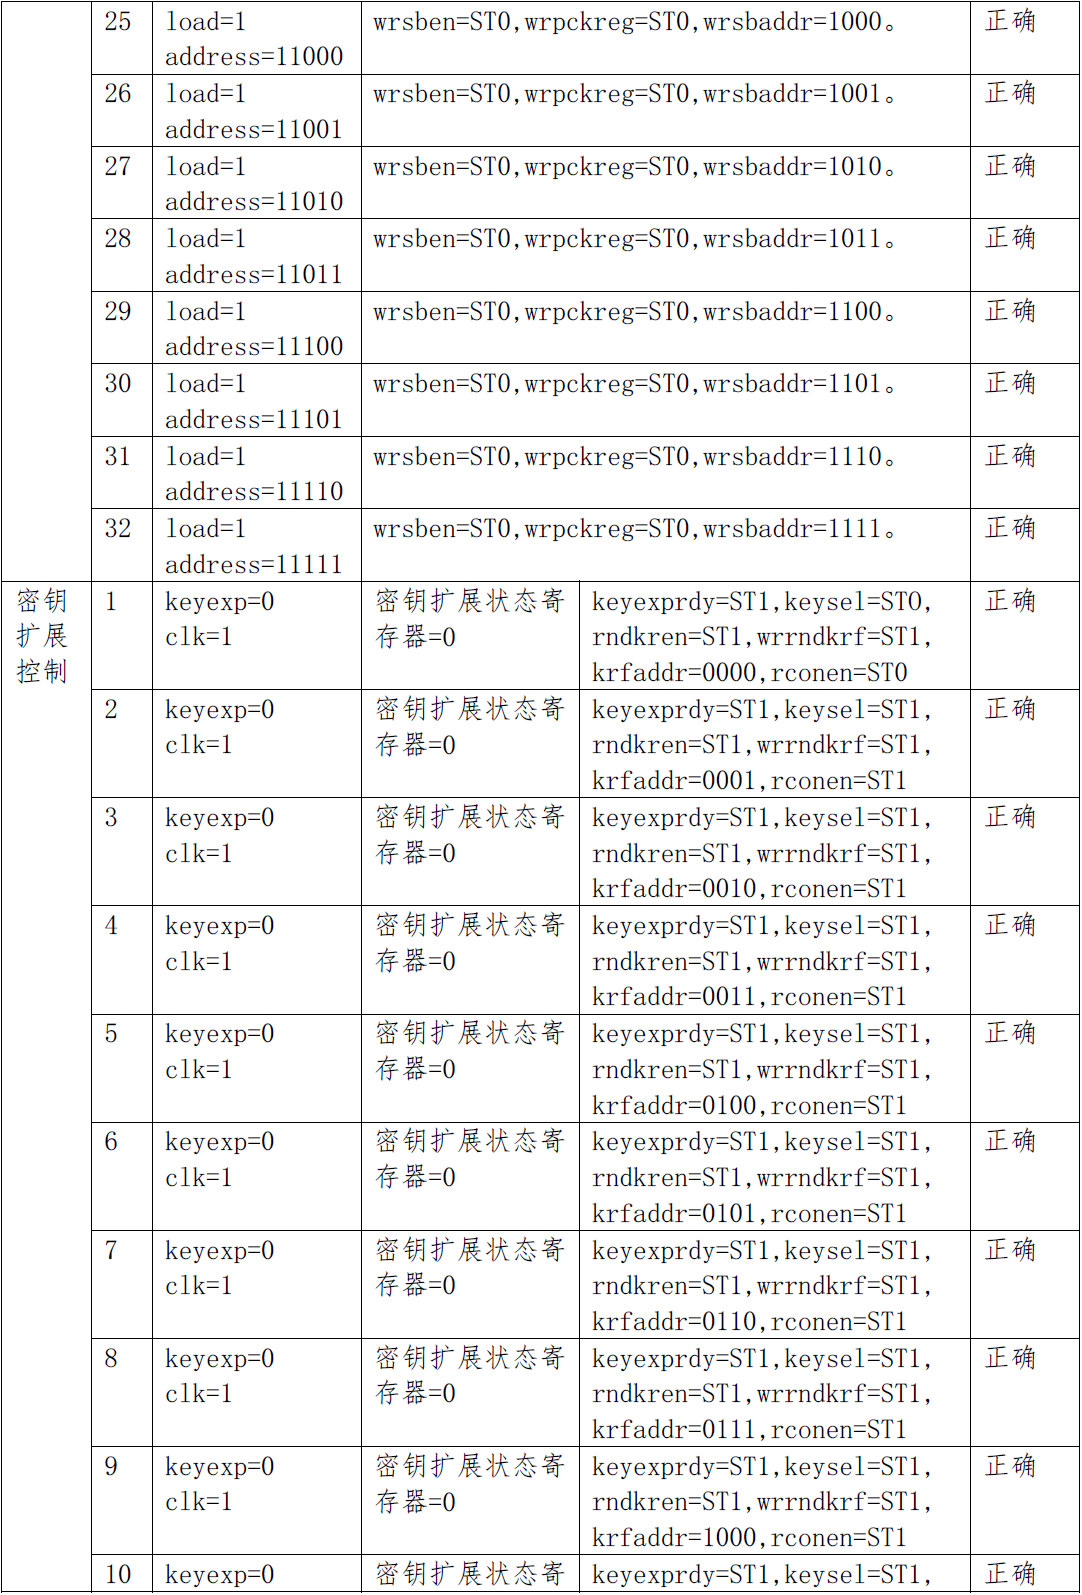 25 load=1 wrsben=ST0,wrpckreg=ST0,wrsbaddr=1000。 正确
address=11000
26 load=1 wrsben=ST0,wrpckreg=ST0,wrsbaddr=1001。 正确
address=11001
27 load=1 wrsben=ST0,wrpckreg=ST0,wrsbaddr=1010。 正确
address=11010
28 load=1 wrsben=ST0,wrpckreg=ST0,wrsbaddr=1011。 正确
address=11011
29 load=1 wrsben=ST0,wrpckreg=ST0,wrsbaddr=1100。 正确
address=11100
30 load=1 wrsben=ST0,wrpckreg=ST0,wrsbaddr=1101。 正确
address=11101
31 load=1 wrsben=ST0,wrpckreg=ST0,wrsbaddr=1110。 正确
address=11110
32 load=1 wrsben=ST0,wrpckreg=ST0,wrsbaddr=1111。 正确
address=11111
密钥 1 keyexp=0 密钥扩展状态寄 keyexprdy=ST1,keysel=ST0, 正确
扩展 clk=1 存器=0 rndkren=ST1,wrrndkrf=ST1,
控制 krfaddr=0000,rconen=ST0
2 keyexp=0 密钥扩展状态寄 keyexprdy=ST1,keysel=ST1, 正确
clk=1 存器=0 rndkren=ST1,wrrndkrf=ST1,
krfaddr=0001,rconen=ST1
3 keyexp=0 密钥扩展状态寄 keyexprdy=ST1,keysel=ST1, 正确
clk=1 存器=0 rndkren=ST1,wrrndkrf=ST1,
krfaddr=0010,rconen=ST1
4 keyexp=0 密钥扩展状态寄 keyexprdy=ST1,keysel=ST1, 正确
clk=1 存器=0 rndkren=ST1,wrrndkrf=ST1,
krfaddr=0011,rconen=ST1
5 keyexp=0 密钥扩展状态寄 keyexprdy=ST1,keysel=ST1, 正确
clk=1 存器=0 rndkren=ST1,wrrndkrf=ST1,
krfaddr=0100,rconen=ST1
6 keyexp=0 密钥扩展状态寄 keyexprdy=ST1,keysel=ST1, 正确
clk=1 存器=0 rndkren=ST1,wrrndkrf=ST1,
krfaddr=0101,rconen=ST1
7 keyexp=0 密钥扩展状态寄 keyexprdy=ST1,keysel=ST1, 正确
clk=1 存器=0 rndkren=ST1,wrrndkrf=ST1,
krfaddr=0110,rconen=ST1
8 keyexp=0 密钥扩展状态寄 keyexprdy=ST1,keysel=ST1, 正确
clk=1 存器=0 rndkren=ST1,wrrndkrf=ST1,
krfaddr=0111,rconen=ST1
9 keyexp=0 密钥扩展状态寄 keyexprdy=ST1,keysel=ST1, 正确
clk=1 存器=0 rndkren=ST1,wrrndkrf=ST1,
krfaddr=1000,rconen=ST1
10 keyexp=0 密钥扩展状态寄 keyexprdy=ST1,keysel=ST1, 正确